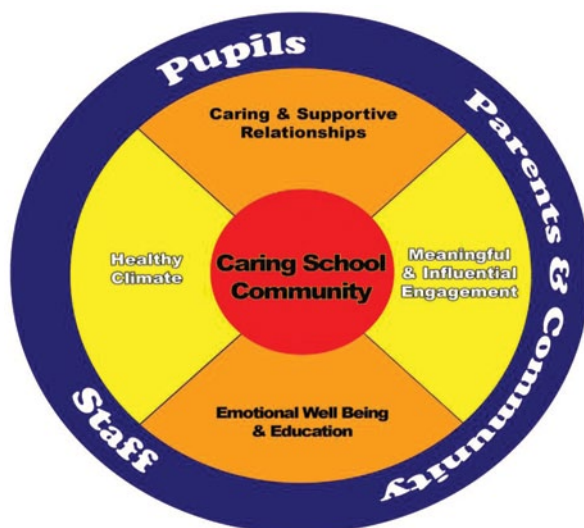 Pupils
Parents & Community
Caring & Supportive
Relationships
Healthy
Climate
Caring School
Community
Meaningful
& Influential
Engagement
Emotional Well Being
& Education
Staff